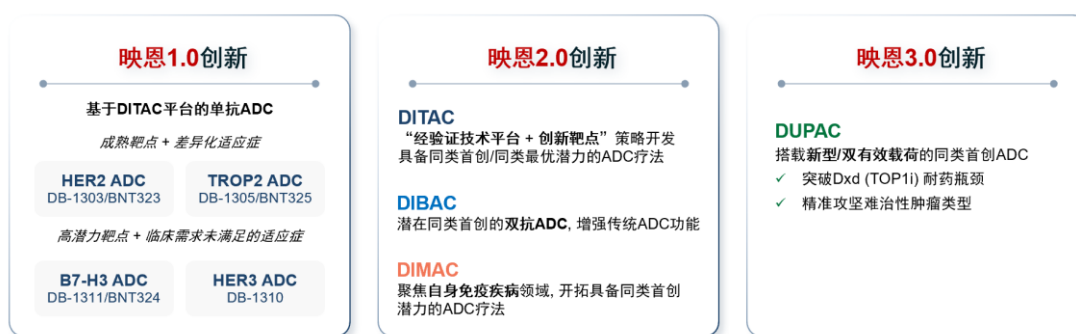 映恩1.0创新
基于DITAC平台的单抗ADC
成熟靶点 + 差异化适应症
HER2 ADC
DB-1303/BNT323
TROP2 ADC
DB-1305/BNT325
高潜力靶点 + 临床需求未满足的适应症
B7-H3 ADC
DB-1311/BNT324
HER3 ADC
DB-1310
映恩2.0创新
DITAC
“经验证技术平台 + 创新靶点”策略开发
具备同类首创/同类最优潜力的ADC疗法
DIBAC
潜在同类首创的双抗ADC, 增强传统ADC功能
DIMAC
聚焦自身免疫疾病领域, 开拓具备同类首创
潜力的ADC疗法
映恩3.0创新
DUPAC
搭载新型/双有效载荷的同类首创ADC
✓ 突破Dxd (TOP1i) 耐药瓶颈
✓ 精准攻坚难治性肿瘤类型